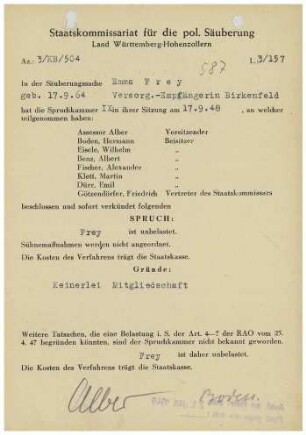 Staatskommissariat für die pol. Säuberung
Land Württemberg-Hohenzollern
Az.: 3/KB/504
587
L.3/157
In der Säuberungssache Emma Frey
geb. 17.9.64 Versorg.-Empfängerin Birkenfeld
hat die Spruchkammer IX in ihrer Sitzung am 17.9.48 , an welcher
teilgenommen haben:
Assessor Alber Vorsitzender
Boden, Hermann Beisitzer
Eisele, Wilhelm „
Benz, Albert „
Fischer, Alexander „
Klett, Martin „
Dürr, Emil „
Götzendörfer, Friedrich Vertreter des Staatskommissars
beschlossen und sofort verkündet folgenden
SPRUCH:
Frey ist unbelastet.
Sühnemaßnahmen werden nicht angeordnet.
Die Kosten des Verfahrens trägt die Staatskasse.
Gründe:
Keinerlei Mitgliedschaft
Weitere Tatsachen, die eine Belastung i. S. der Art. 4—7 der RAO vom 25.
4. 47 begründen könnten, sind der Spruchkammer nicht bekannt geworden.
Frey ist daher unbelastet.
Die Kosten des Verfahrens trägt die Staatskasse.
Alber Boden